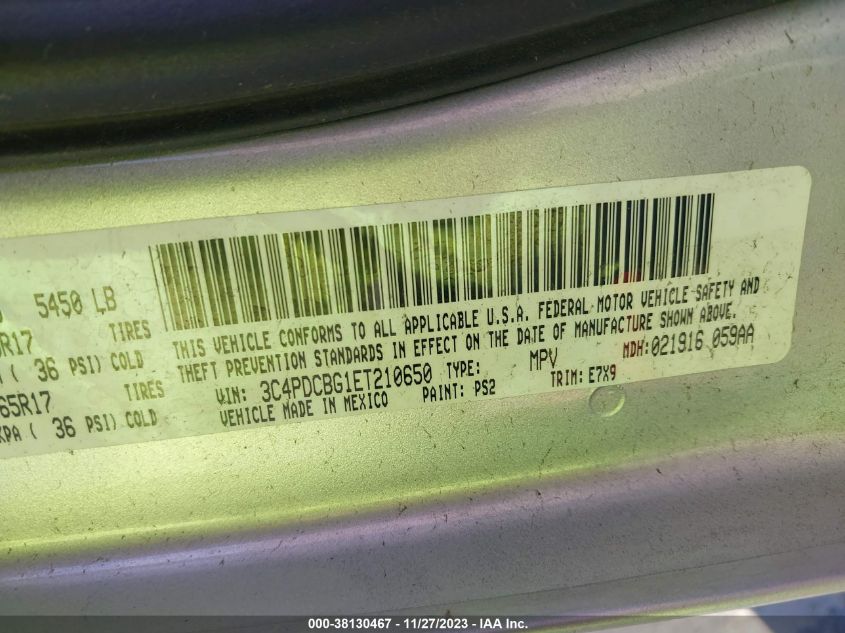 5450 LB
R17 TIRES
( 36 PSI) COLD
65R17 TIRES
KPA ( 36 PSI) COLD
THIS VEHICLE CONFORMS TO ALL APPLICABLE U.S.A. FEDERAL MOTOR VEHICLE SAFETY AND
THEFT PREVENTION STANDARDS IN EFFECT ON THE DATE OF MANUFACTURE SHOWN ABOVE.
VIN: 3C4PDCBG1ET210650 TYPE: MPV MDH:021916 059AA
VEHICLE MADE IN MEXICO PAINT: PS2 TRIM: E7X9
000-38130467 - 11/27/2023 - IAA Inc.